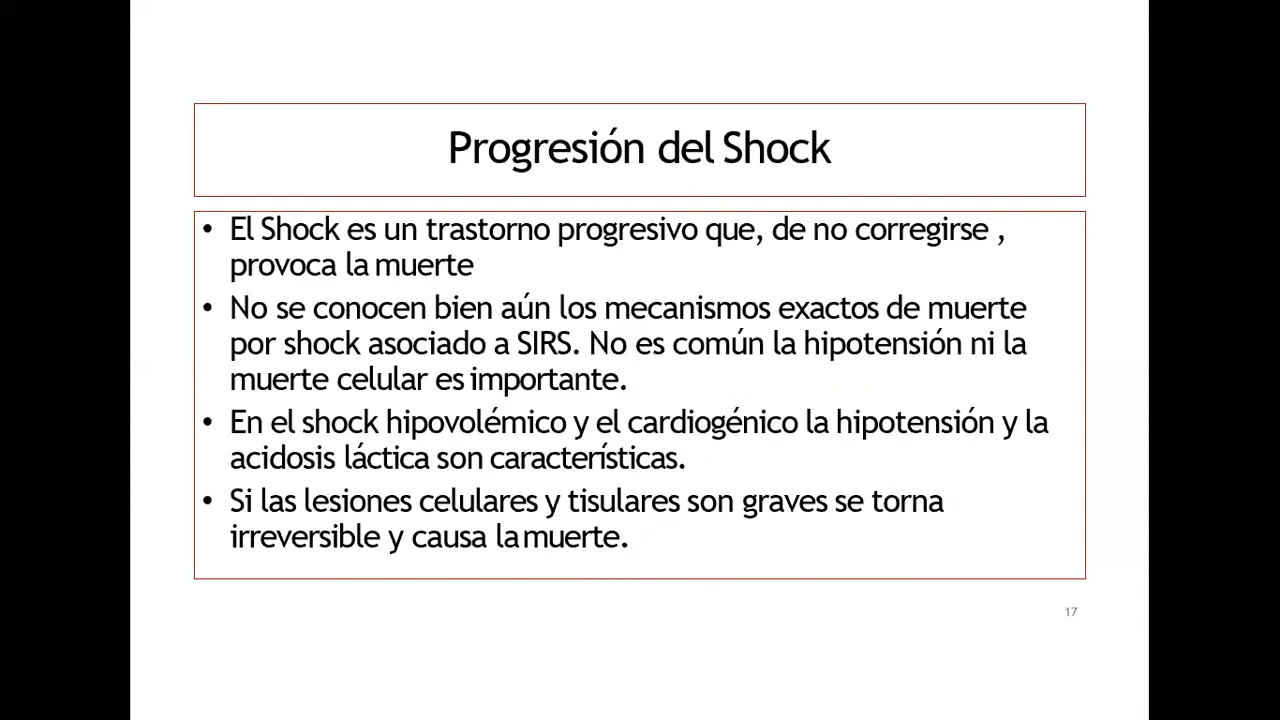 Progresión del Shock
• El Shock es un trastorno progresivo que, de no corregirse ,
provoca la muerte
• No se conocen bien aún los mecanismos exactos de muerte
por shock asociado a SIRS. No es común la hipotensión ni la
muerte celular es importante.
• En el shock hipovolémico y el cardiogénico la hipotensión y la
acidosis láctica son características.
• Si las lesiones celulares y tisulares son graves se torna
irreversible y causa la muerte.
17